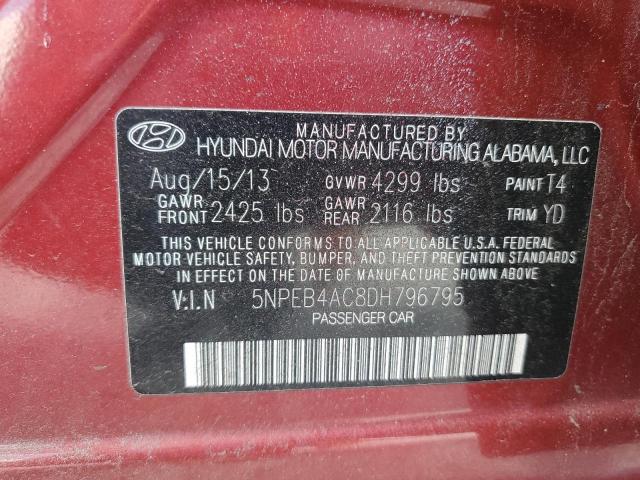 MANUFACTURED BY
HYUNDAI MOTOR MANUFACTURING ALABAMA, LLC
Aug/15/13 GVWR 4299 lbs PAINT T4
GAWR FRONT 2425 lbs GAWR REAR 2116 lbs TRIM YD
THIS VEHICLE CONFORMS TO ALL APPLICABLE U.S.A. FEDERAL
MOTOR VEHICLE SAFETY, BUMPER, AND THEFT PREVENTION STANDARDS
IN EFFECT ON THE DATE OF MANUFACTURE SHOWN ABOVE.
V.I.N 5NPEB4AC8DH796795
PASSENGER CAR